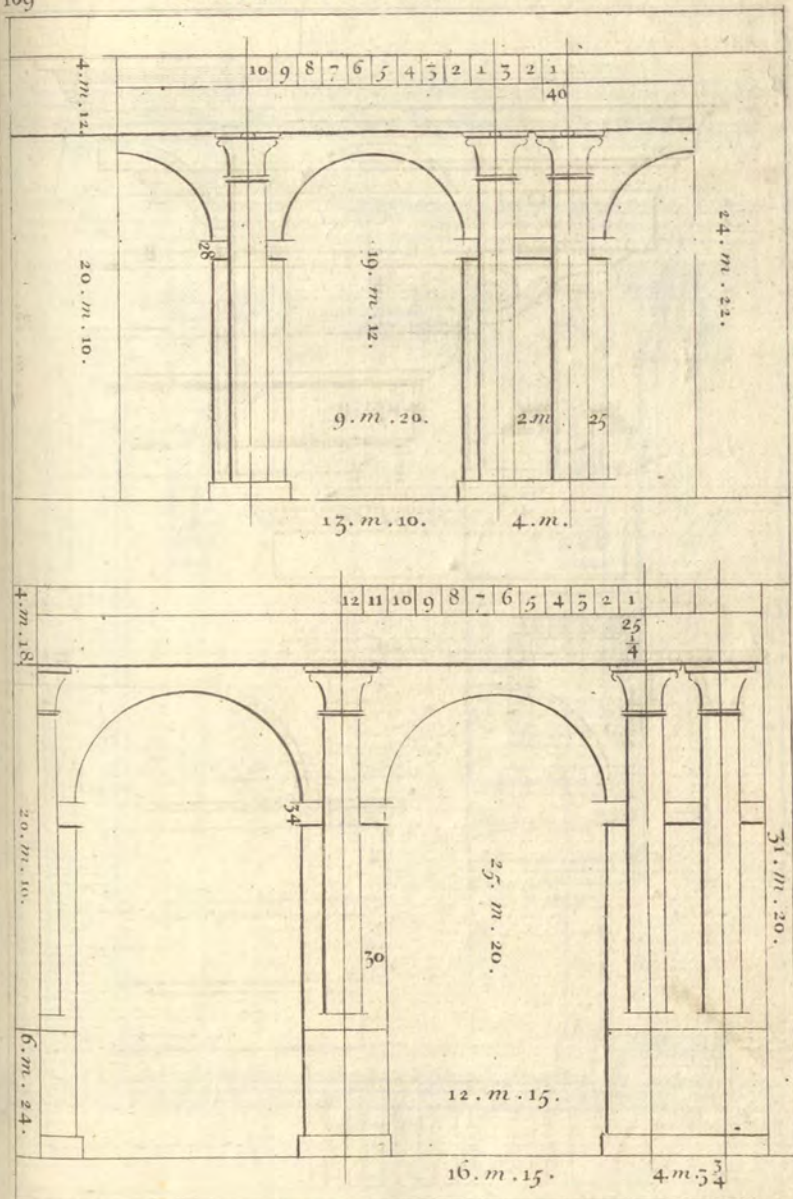 109
10 9 8 7 6 5 4 3 2 1 3 2 1
40
4.m.12.
28
19.m.12.
20.m.10.
24.m.22.
9.m.20.
2m
25
13.m.10.
4.m.
12 11 10 9 8 7 6 5 4 3 2 1
25 1/4
4.m.18.
34
20.m.10.
25.m.20.
31.m.20.
30
6.m.24.
12.m.15.
16.m.15.
4.m.3 3/4